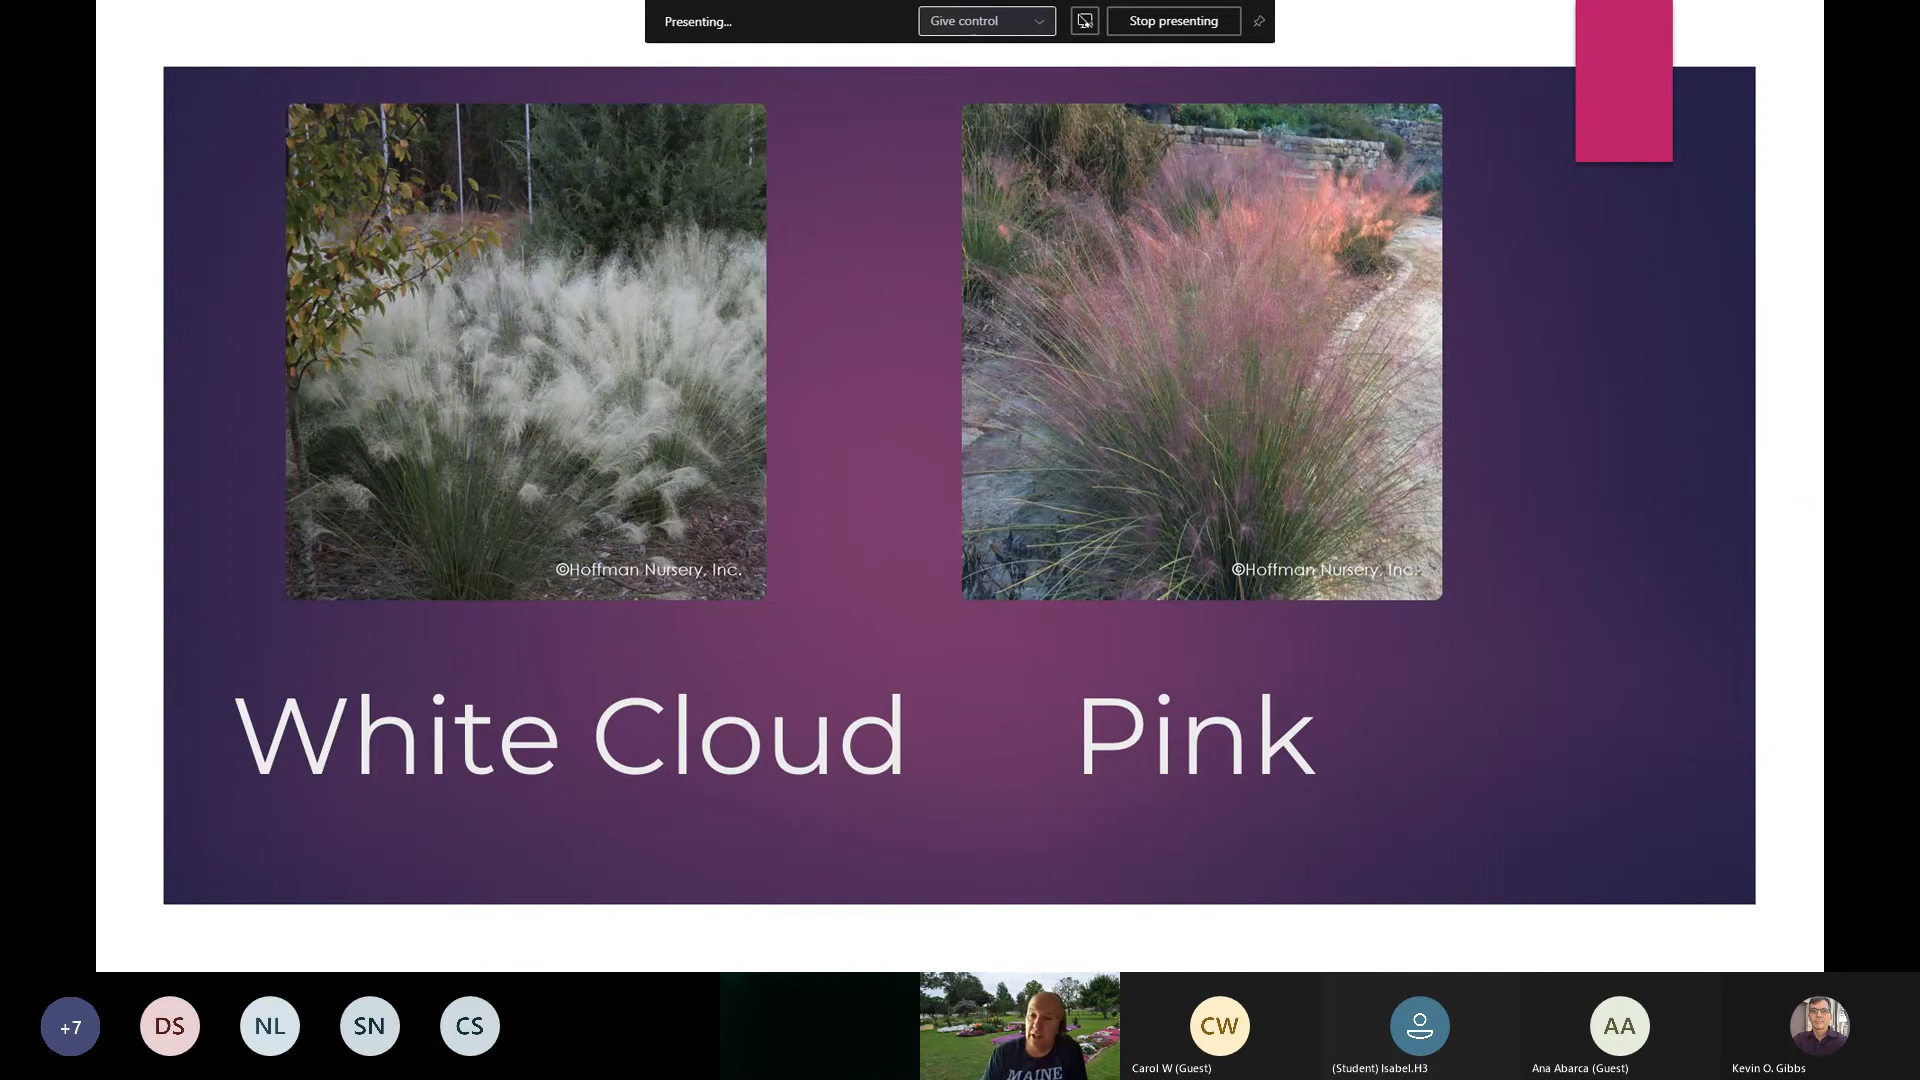 Presenting...
Give control
Stop presenting
©Hoffman Nursery, Inc.
©Hoffman Nursery, Inc.
White Cloud
Pink
+7
DS
NL
SN
CS
MAINE
CW
AA
Carol W (Guest)
(Student) Isabel.H3
Ana Abarca (Guest)
Kevin O. Gibbs